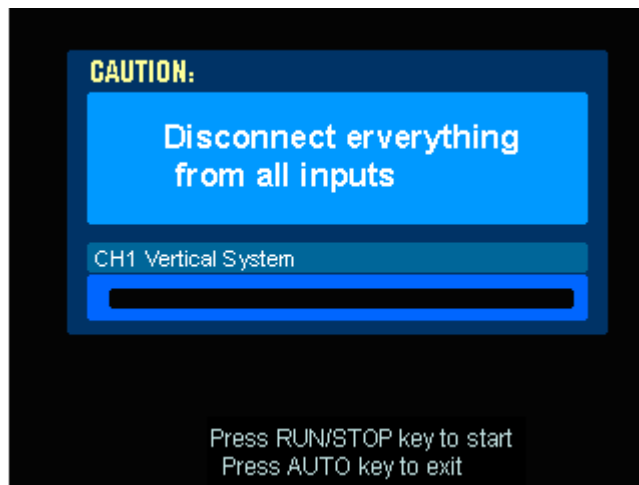 CAUTION:
Disconnect erverything
from all inputs
CH1 Vertical System
Press RUN/STOP key to start
Press AUTO key to exit